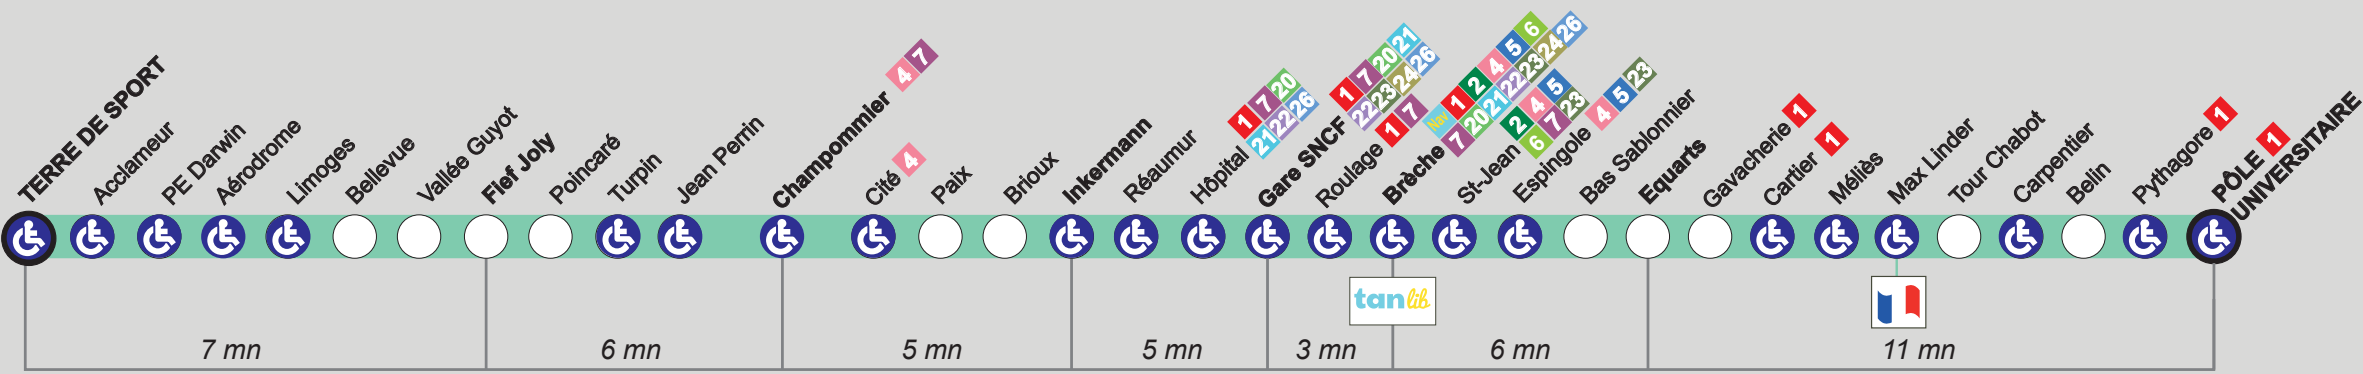 TERRE DE SPORT
Acclameur
PE Darwin
Aérodrome
Limoges
Bellevue
Vallée Guyot
Fief Joly
Poincaré
Turpin
Jean Perrin
Champommier 4 7
Cité 4
Paix
Brioux
Inkermann
Réaumur
Hôpital 1 7 20
21 22 26
Gare SNCF 1 7 20 21
22 23 24 26
Roulage 1 7
Brèche Nav 1 2 4 5 6
7 20 21 22 23 24 26
St-Jean 2 4 5
6 7 23
Espingole 4 5 23
Bas Sablonnier
Equarts
Gavacherie 1
Cartier 1
Méliès
Max Linder
Tour Chabot
Carpentier
Belin
Pythagore 1
PÔLE 1
UNIVERSITAIRE
tanlib
7 mn
6 mn
5 mn
5 mn
3 mn
6 mn
11 mn